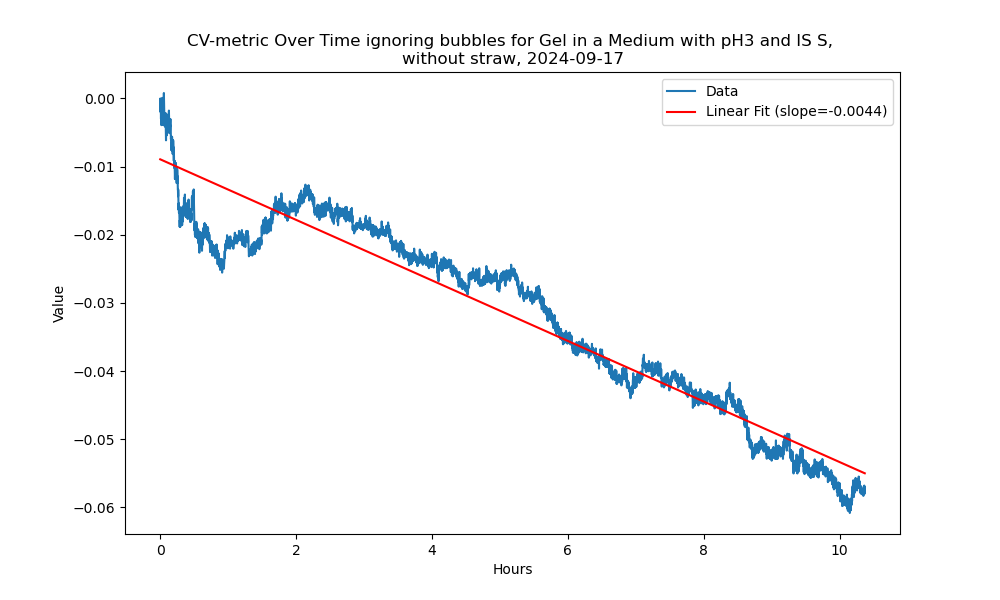 CV-metric Over Time ignoring bubbles for Gel in a Medium with pH3 and IS S,
without straw, 2024-09-17
Data
Linear Fit (slope=-0.0044)
Value
0.00
−0.01
−0.02
−0.03
−0.04
−0.05
−0.06
0 2 4 6 8 10
Hours